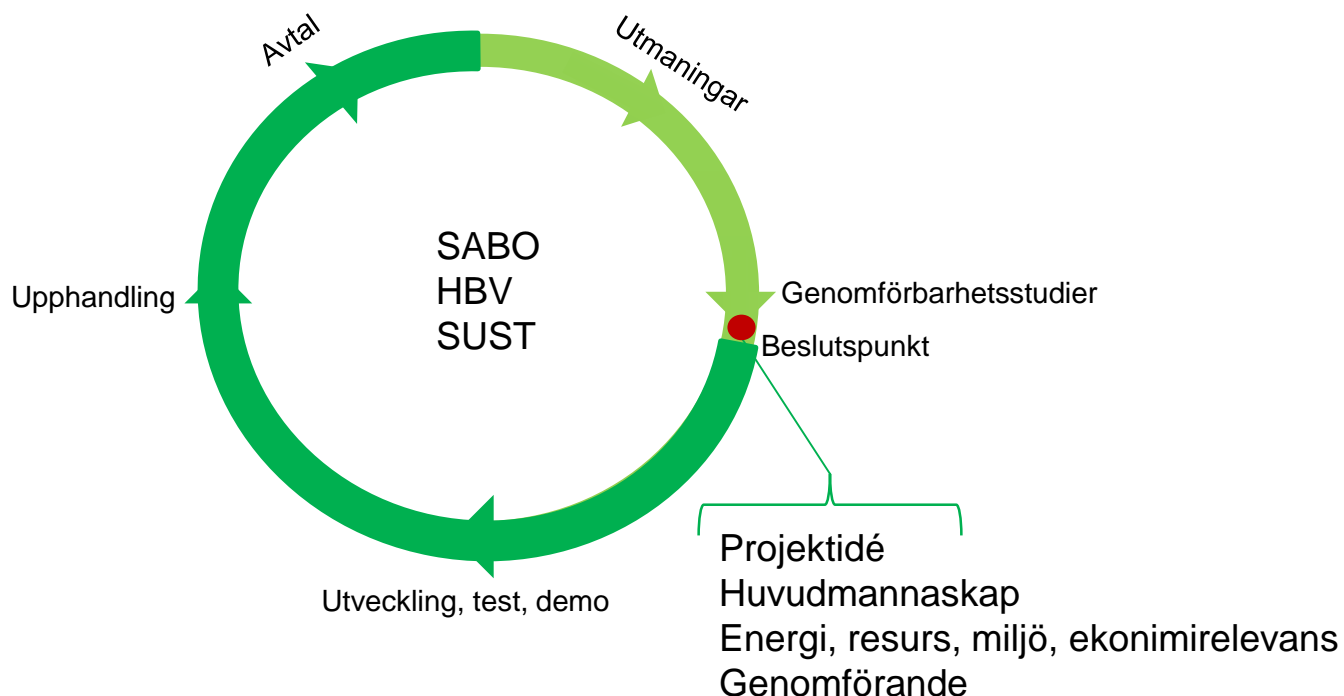 Avtal
Utmaningar
SABO
HBV
SUST
Upphandling
Genomförbarhetsstudier
Beslutspunkt
Utveckling, test, demo
Projektidé
Huvudmannaskap
Energi, resurs, miljö, ekonimirelevans
Genomförande